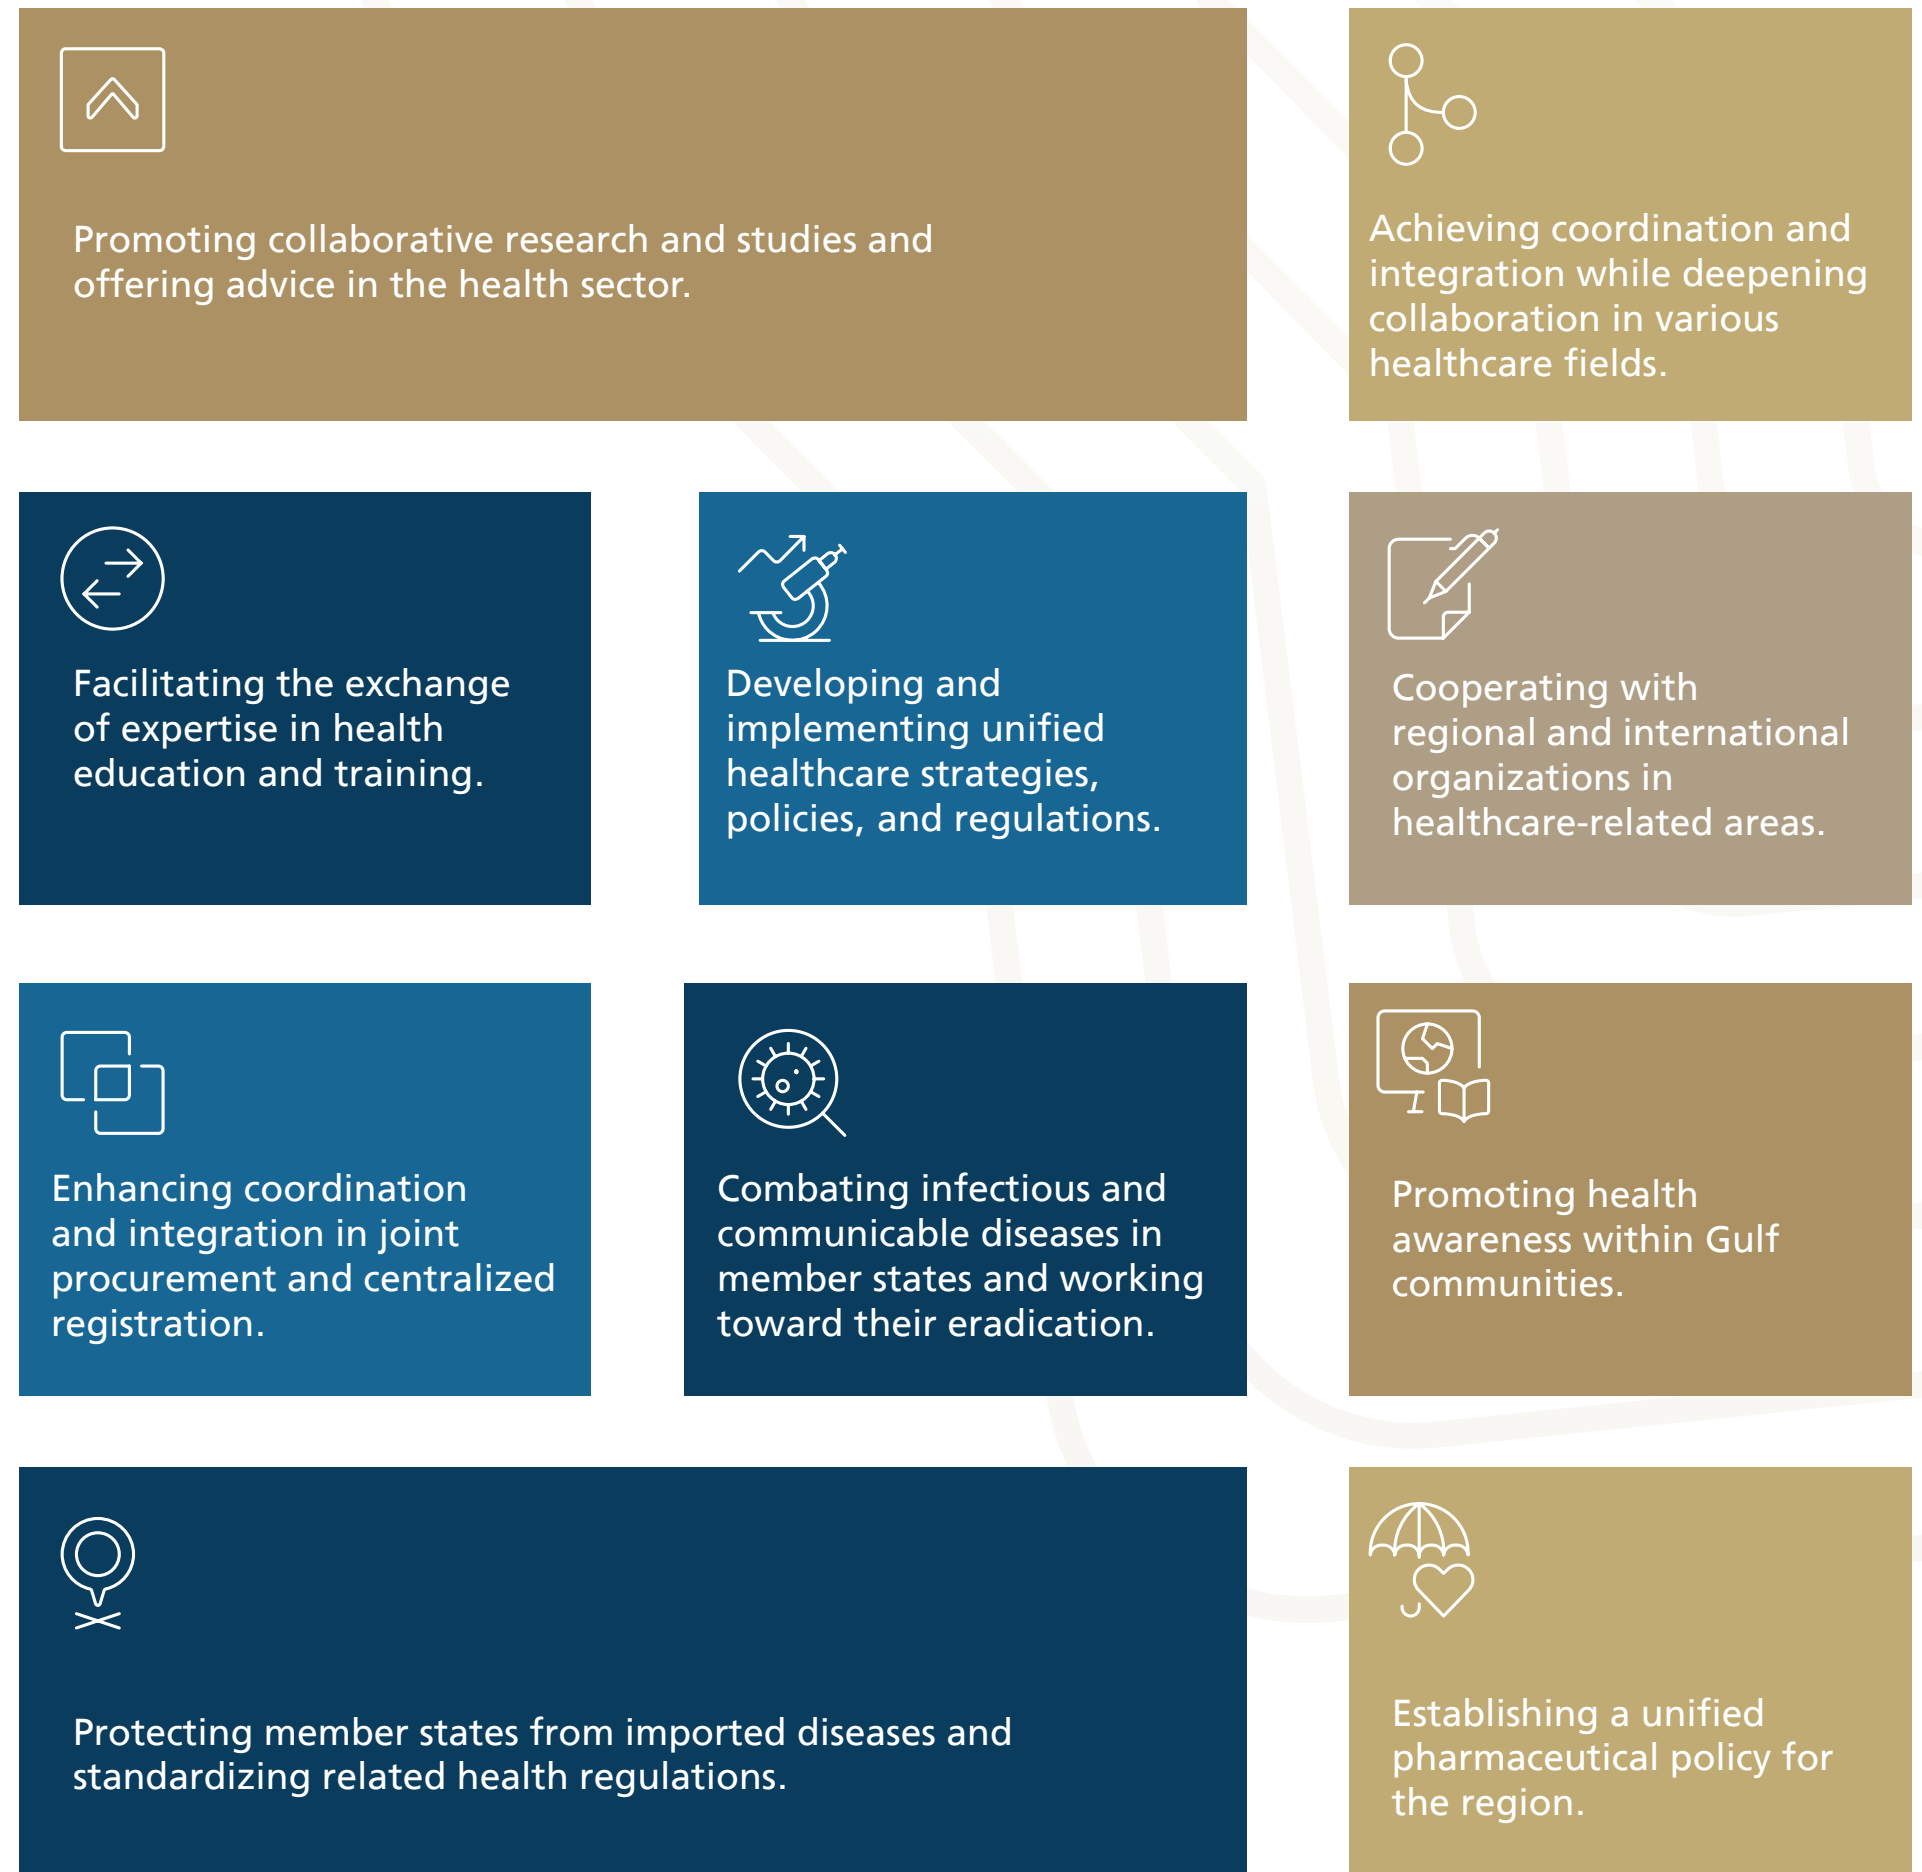 Promoting collaborative research and studies and
offering advice in the health sector.
Achieving coordination and
integration while deepening
collaboration in various
healthcare fields.
Facilitating the exchange
of expertise in health
education and training.
Developing and
implementing unified
healthcare strategies,
policies, and regulations.
Cooperating with
regional and international
organizations in
healthcare-related areas.
Enhancing coordination
and integration in joint
procurement and centralized
registration.
Combating infectious and
communicable diseases in
member states and working
toward their eradication.
Promoting health
awareness within Gulf
communities.
Protecting member states from imported diseases and
standardizing related health regulations.
Establishing a unified
pharmaceutical policy for
the region.